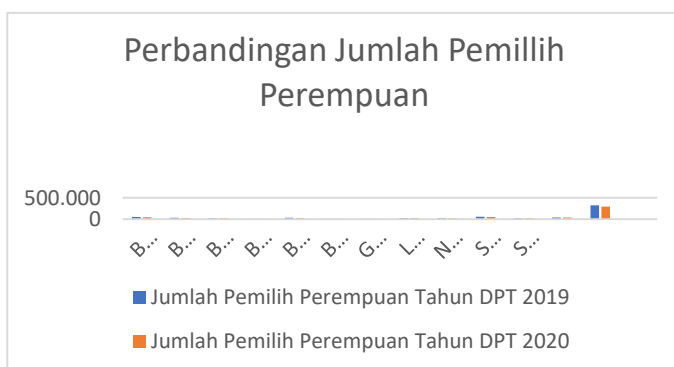 Perbandingan Jumlah Pemillih
Perempuan
500.000
0
B... B... B... B... B... B... G... L... N... S... S...
Jumlah Pemilih Perempuan Tahun DPT 2019
Jumlah Pemilih Perempuan Tahun DPT 2020